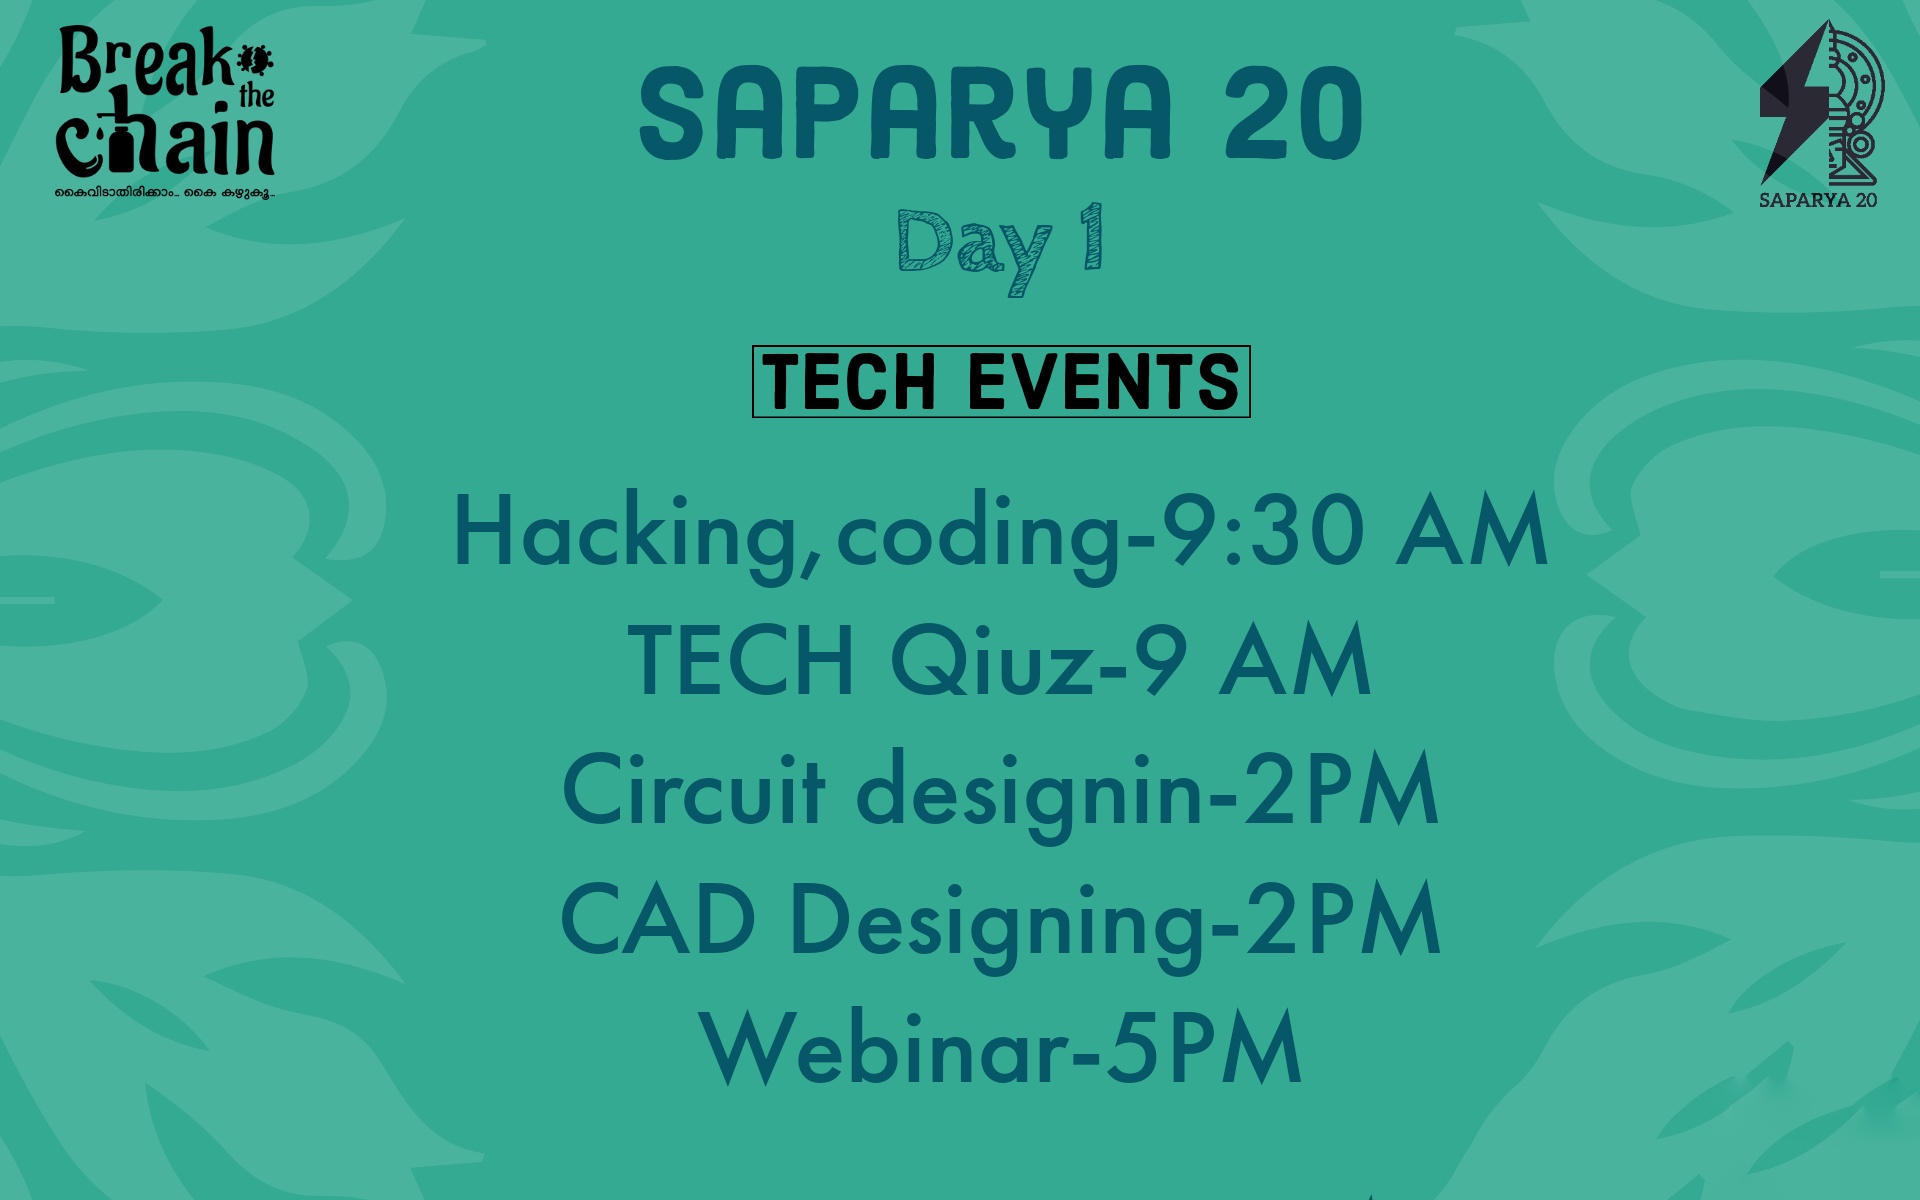 Break
the
chain
കൈവിടാതിരിക്കാം.. കൈ കഴുകൂ..
SAPARYA 20
Day 1
SAPARYA 20
TECH EVENTS
Hacking,coding-9:30 AM
TECH Qiuz-9 AM
Circuit designin-2PM
CAD Designing-2PM
Webinar-5PM